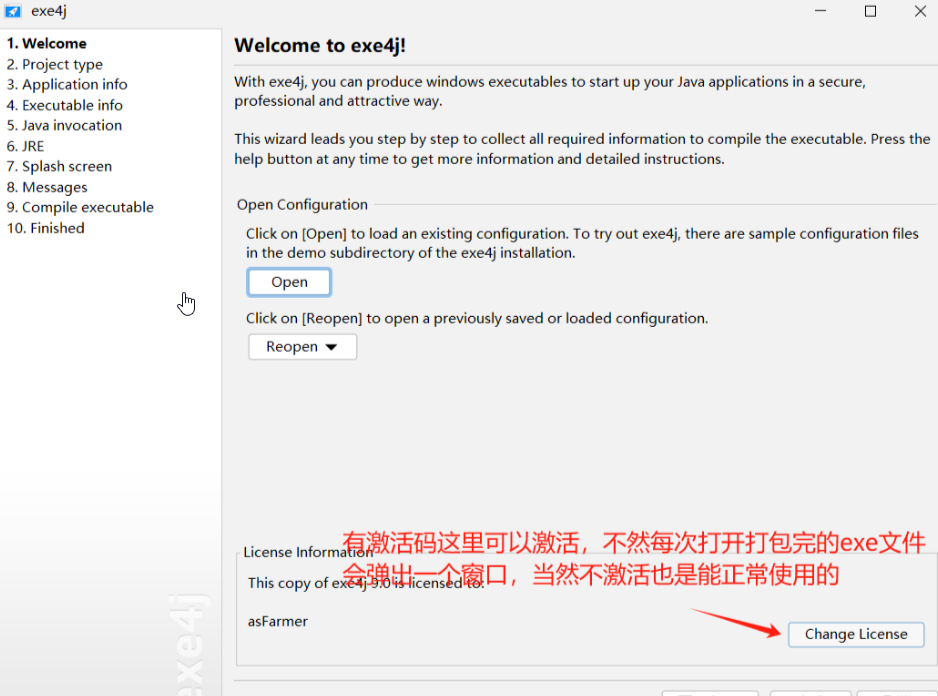 exe4j
1. Welcome
2. Project type
3. Application info
4. Executable info
5. Java invocation
6. JRE
7. Splash screen
8. Messages
9. Compile executable
10. Finished
exe4j
Welcome to exe4j!
With exe4j, you can produce windows executables to start up your Java applications in a secure,
professional and attractive way.
This wizard leads you step by step to collect all required information to compile the executable. Press the
help button at any time to get more information and detailed instructions.
Open Configuration
Click on [Open] to load an existing configuration. To try out exe4j, there are sample configuration files
in the demo subdirectory of the exe4j installation.
Open
Click on [Reopen] to open a previously saved or loaded configuration.
Reopen
有激活码这里可以激活，不然每次打开打包完的exe文件
会弹出一个窗口，当然不激活也是能正常使用的
License Information
This copy of exe4j 9.0 is licensed to:
asFarmer
Change License